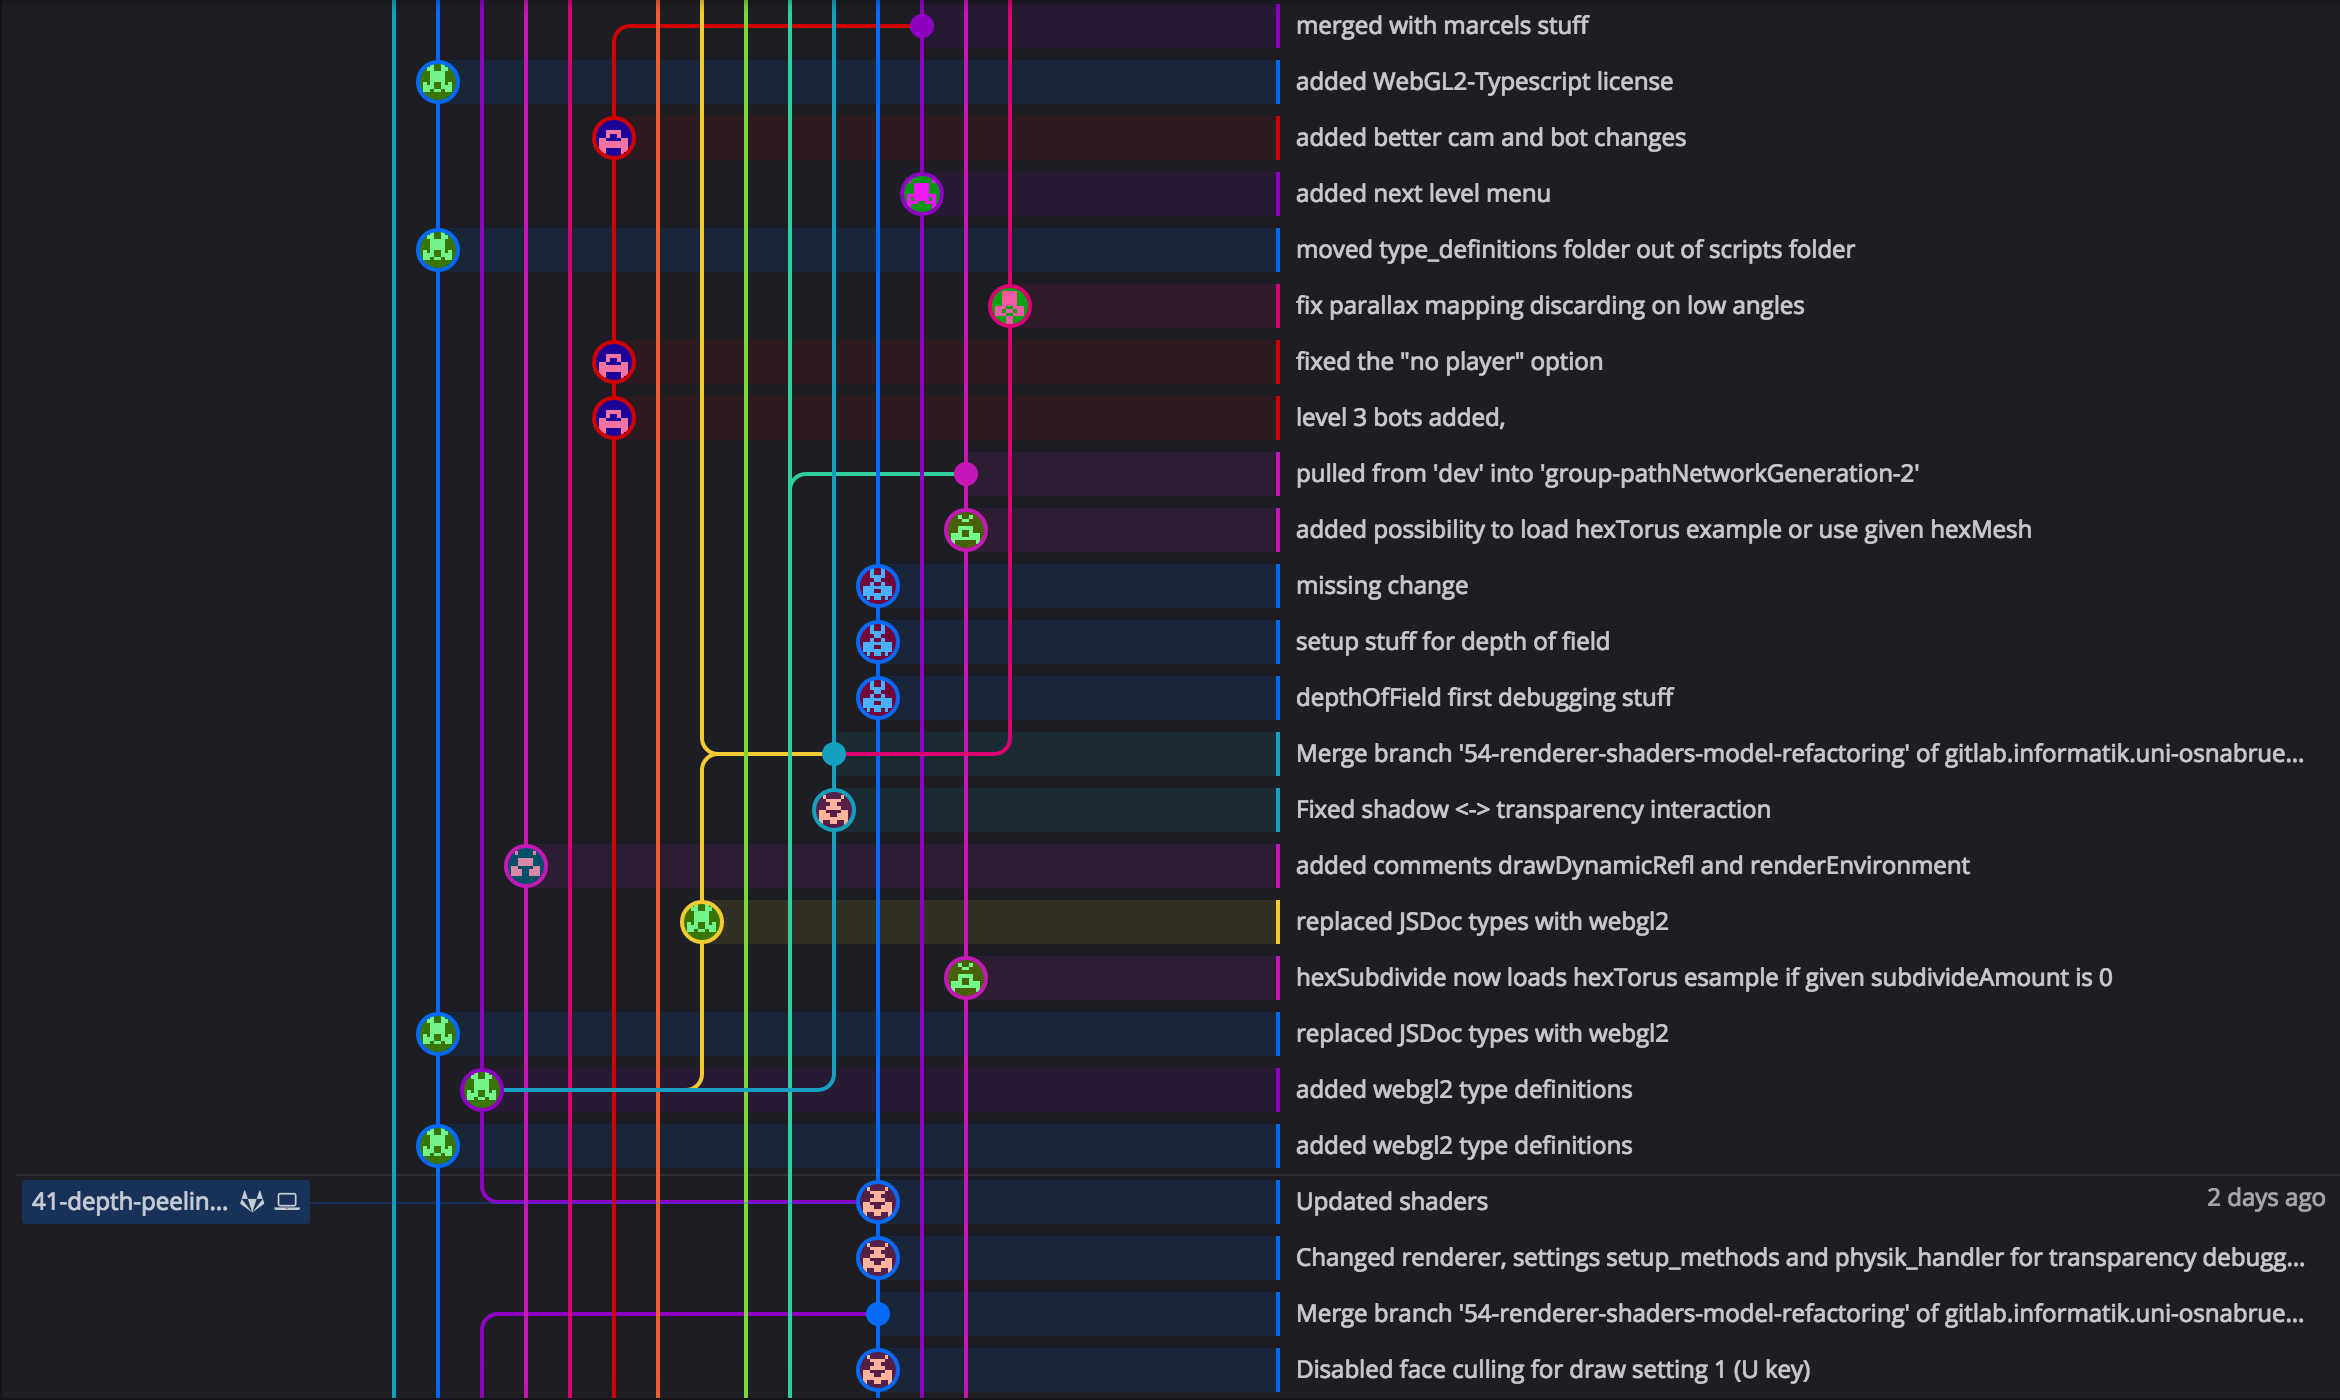 merged with marcels stuff
added WebGL2-Typescript license
added better cam and bot changes
added next level menu
moved type_definitions folder out of scripts folder
fix parallax mapping discarding on low angles
fixed the "no player" option
level 3 bots added,
pulled from 'dev' into 'group-pathNetworkGeneration-2'
added possibility to load hexTorus example or use given hexMesh
missing change
setup stuff for depth of field
depthOfField first debugging stuff
Merge branch '54-renderer-shaders-model-refactoring' of gitlab.informatik.uni-osnabrue...
Fixed shadow <-> transparency interaction
added comments drawDynamicRefl and renderEnvironment
replaced JSDoc types with webgl2
hexSubdivide now loads hexTorus esample if given subdivideAmount is 0
replaced JSDoc types with webgl2
added webgl2 type definitions
added webgl2 type definitions
41-depth-peelin... Updated shaders 2 days ago
Changed renderer, settings setup_methods and physik_handler for transparency debugg...
Merge branch '54-renderer-shaders-model-refactoring' of gitlab.informatik.uni-osnabrue...
Disabled face culling for draw setting 1 (U key)